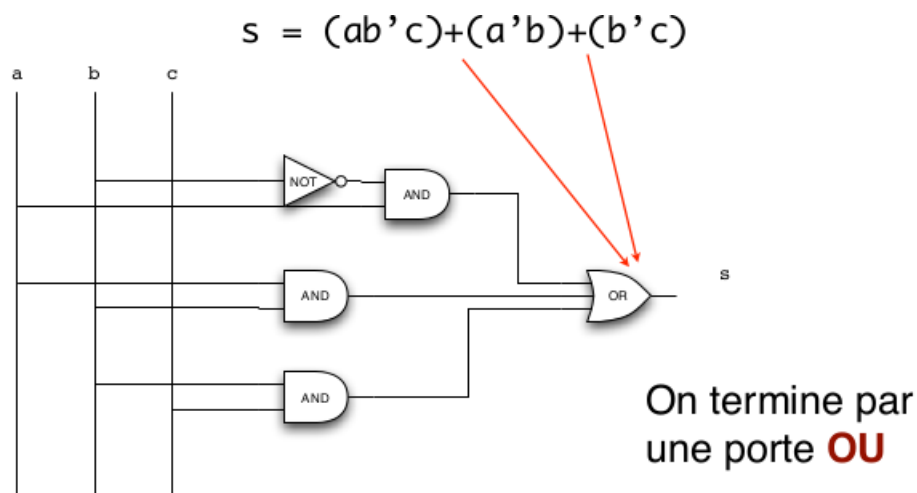 s = (ab’c)+(a’b)+(b’c)
a b c
NOT
AND
s
AND
OR
AND
On termine par
une porte OU